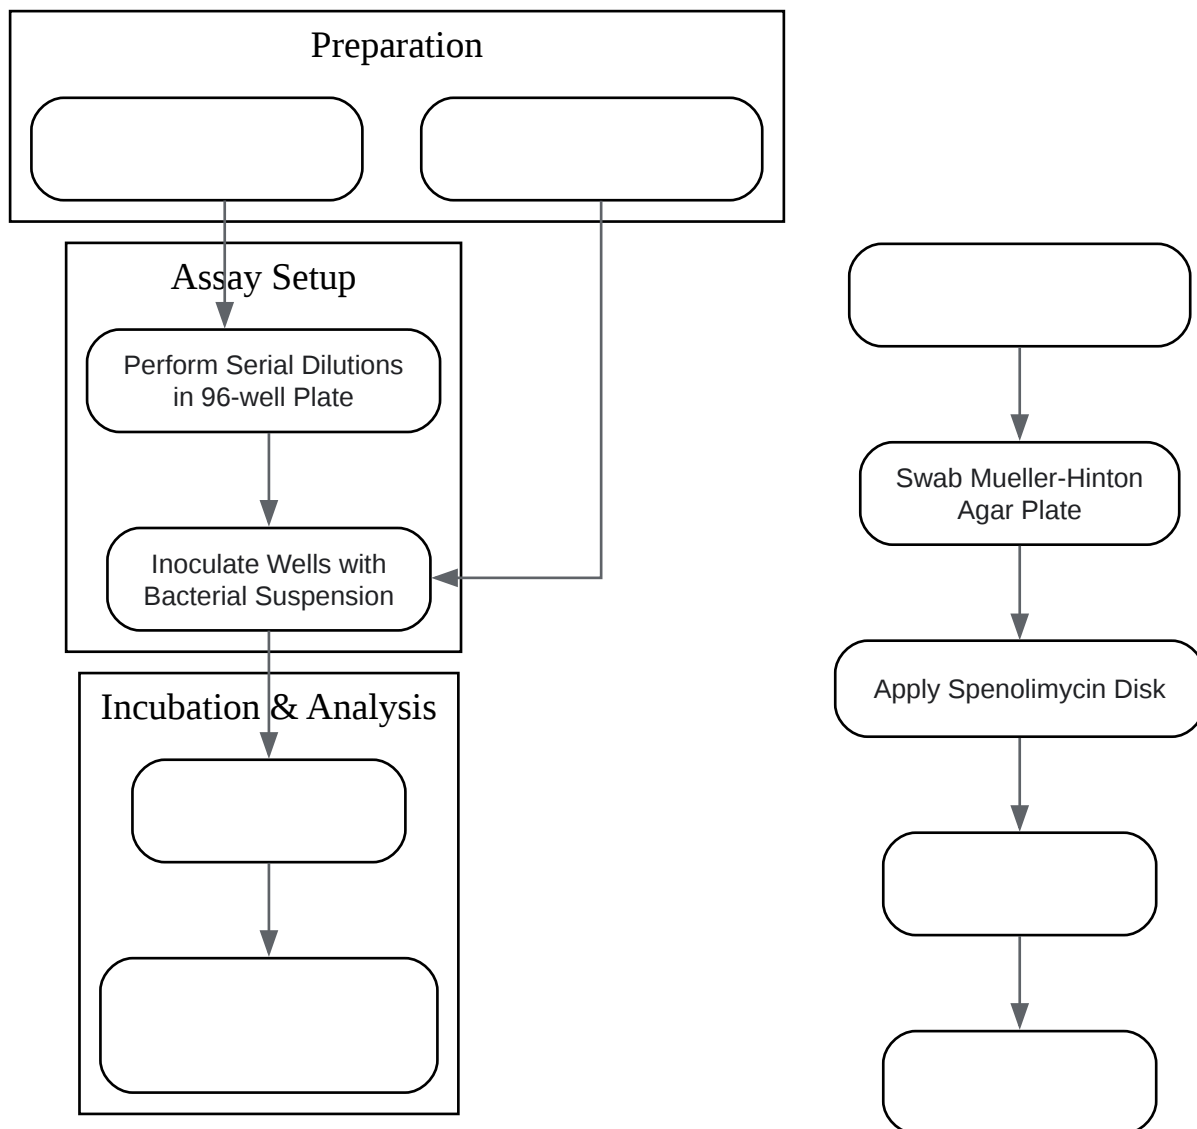 Preparation
Assay Setup
Perform Serial Dilutions
in 96-well Plate
Inoculate Wells with
Bacterial Suspension
Incubation & Analysis
Swab Mueller-Hinton
Agar Plate
Apply Spenolimycin Disk